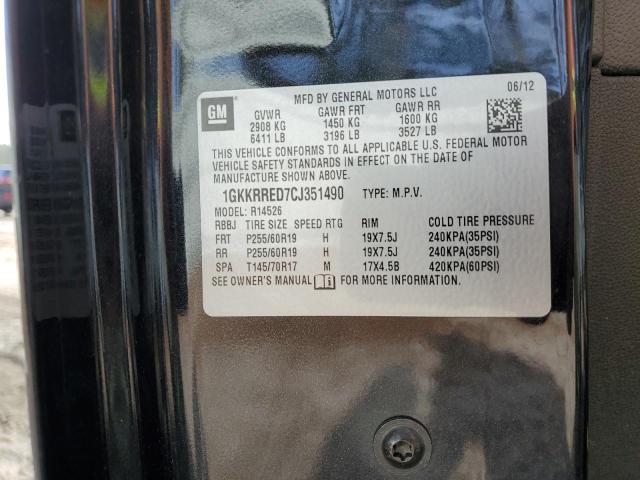 MFD BY GENERAL MOTORS LLC 06/12
GM GVWR GAWR FRT GAWR RR
2908 KG 1450 KG 1600 KG
6411 LB 3196 LB 3527 LB
THIS VEHICLE CONFORMS TO ALL APPLICABLE U.S. FEDERAL MOTOR
VEHICLE SAFETY STANDARDS IN EFFECT ON THE DATE OF
MANUFACTURE SHOWN ABOVE.
1GKKRRED7CJ351490 TYPE: M.P.V.
MODEL: R14526
RBBJ TIRE SIZE SPEED RTG RIM COLD TIRE PRESSURE
FRT P255/60R19 H 19X7.5J 240KPA(35PSI)
RR P255/60R19 H 19X7.5J 240KPA(35PSI)
SPA T145/70R17 M 17X4.5B 420KPA(60PSI)
SEE OWNER'S MANUAL FOR MORE INFORMATION.